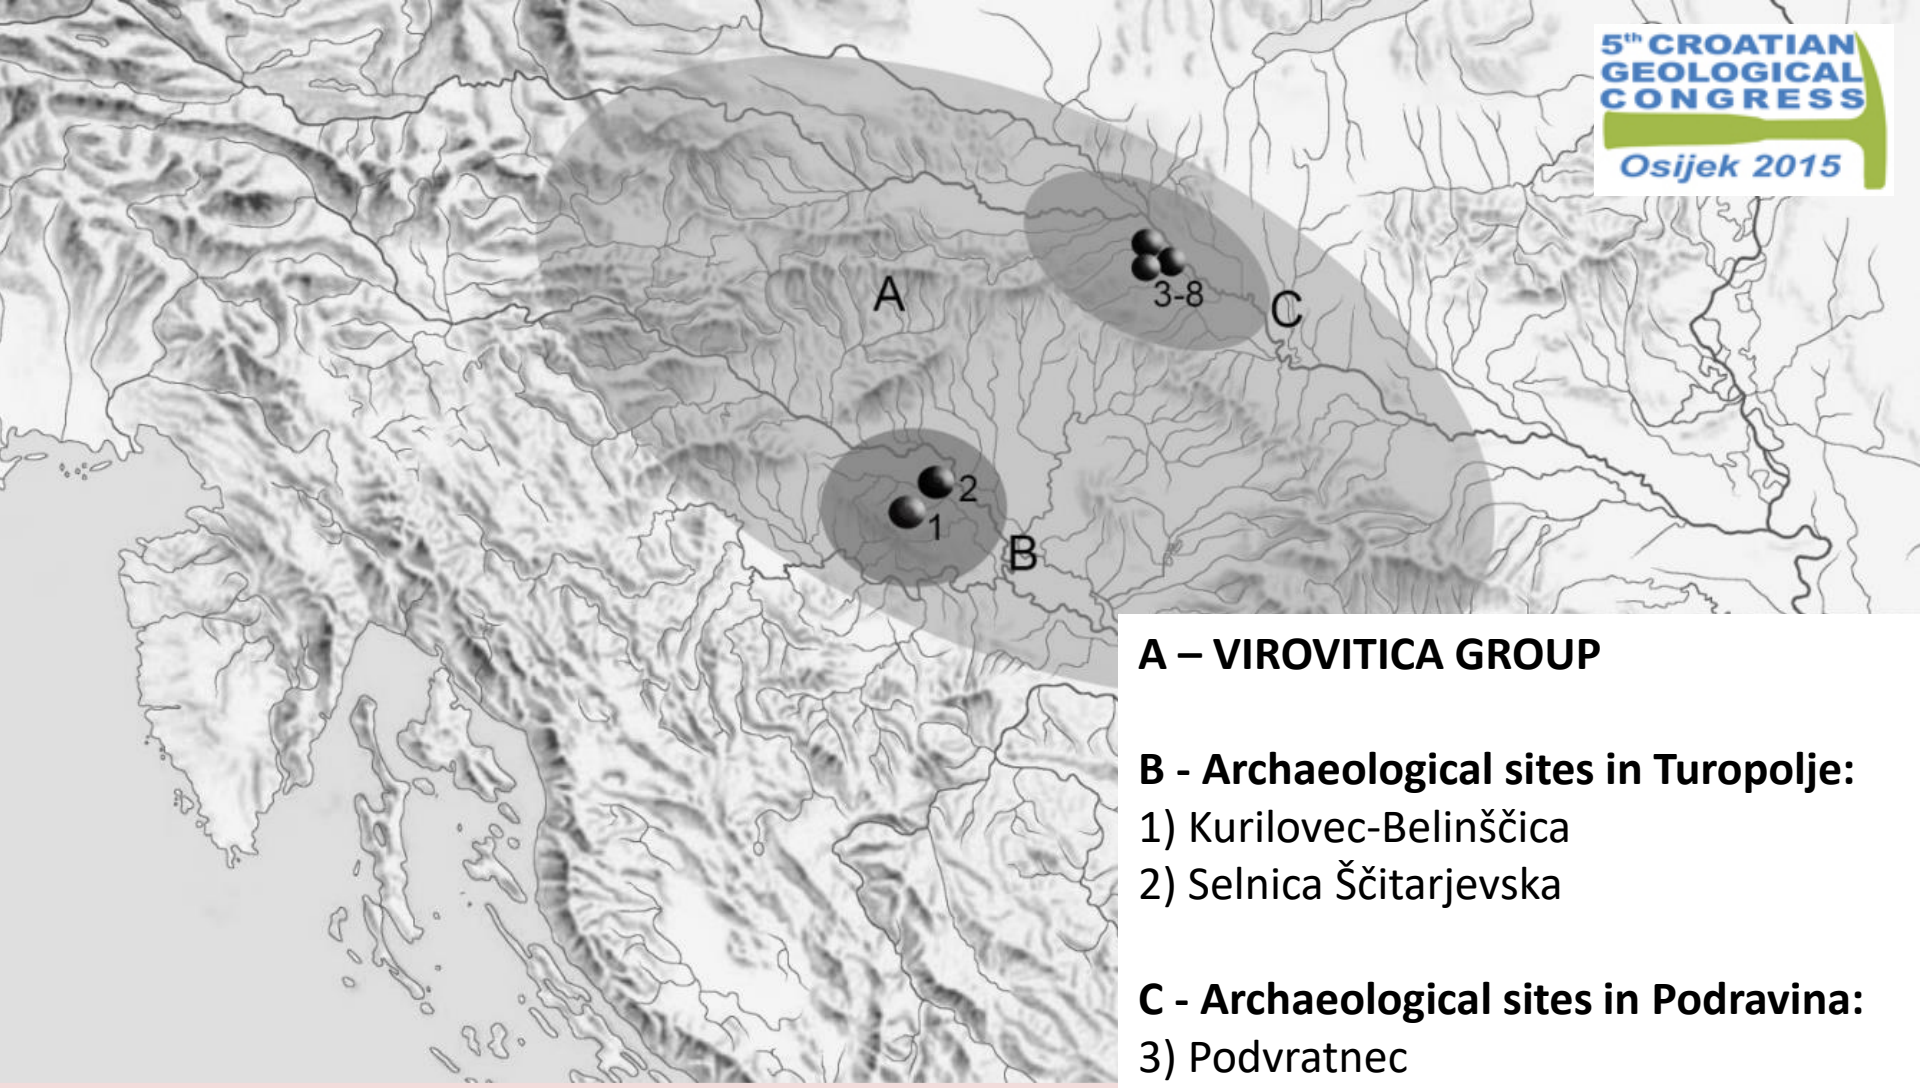 5th CROATIAN
GEOLOGICAL
CONGRESS
Osijek 2015
A
3-8
C
2
1
B
A – VIROVITICA GROUP
B - Archaeological sites in Turopolje:
1) Kurilovec-Belinščica
2) Selnica Ščitarjevska
C - Archaeological sites in Podravina:
3) Podvratnec